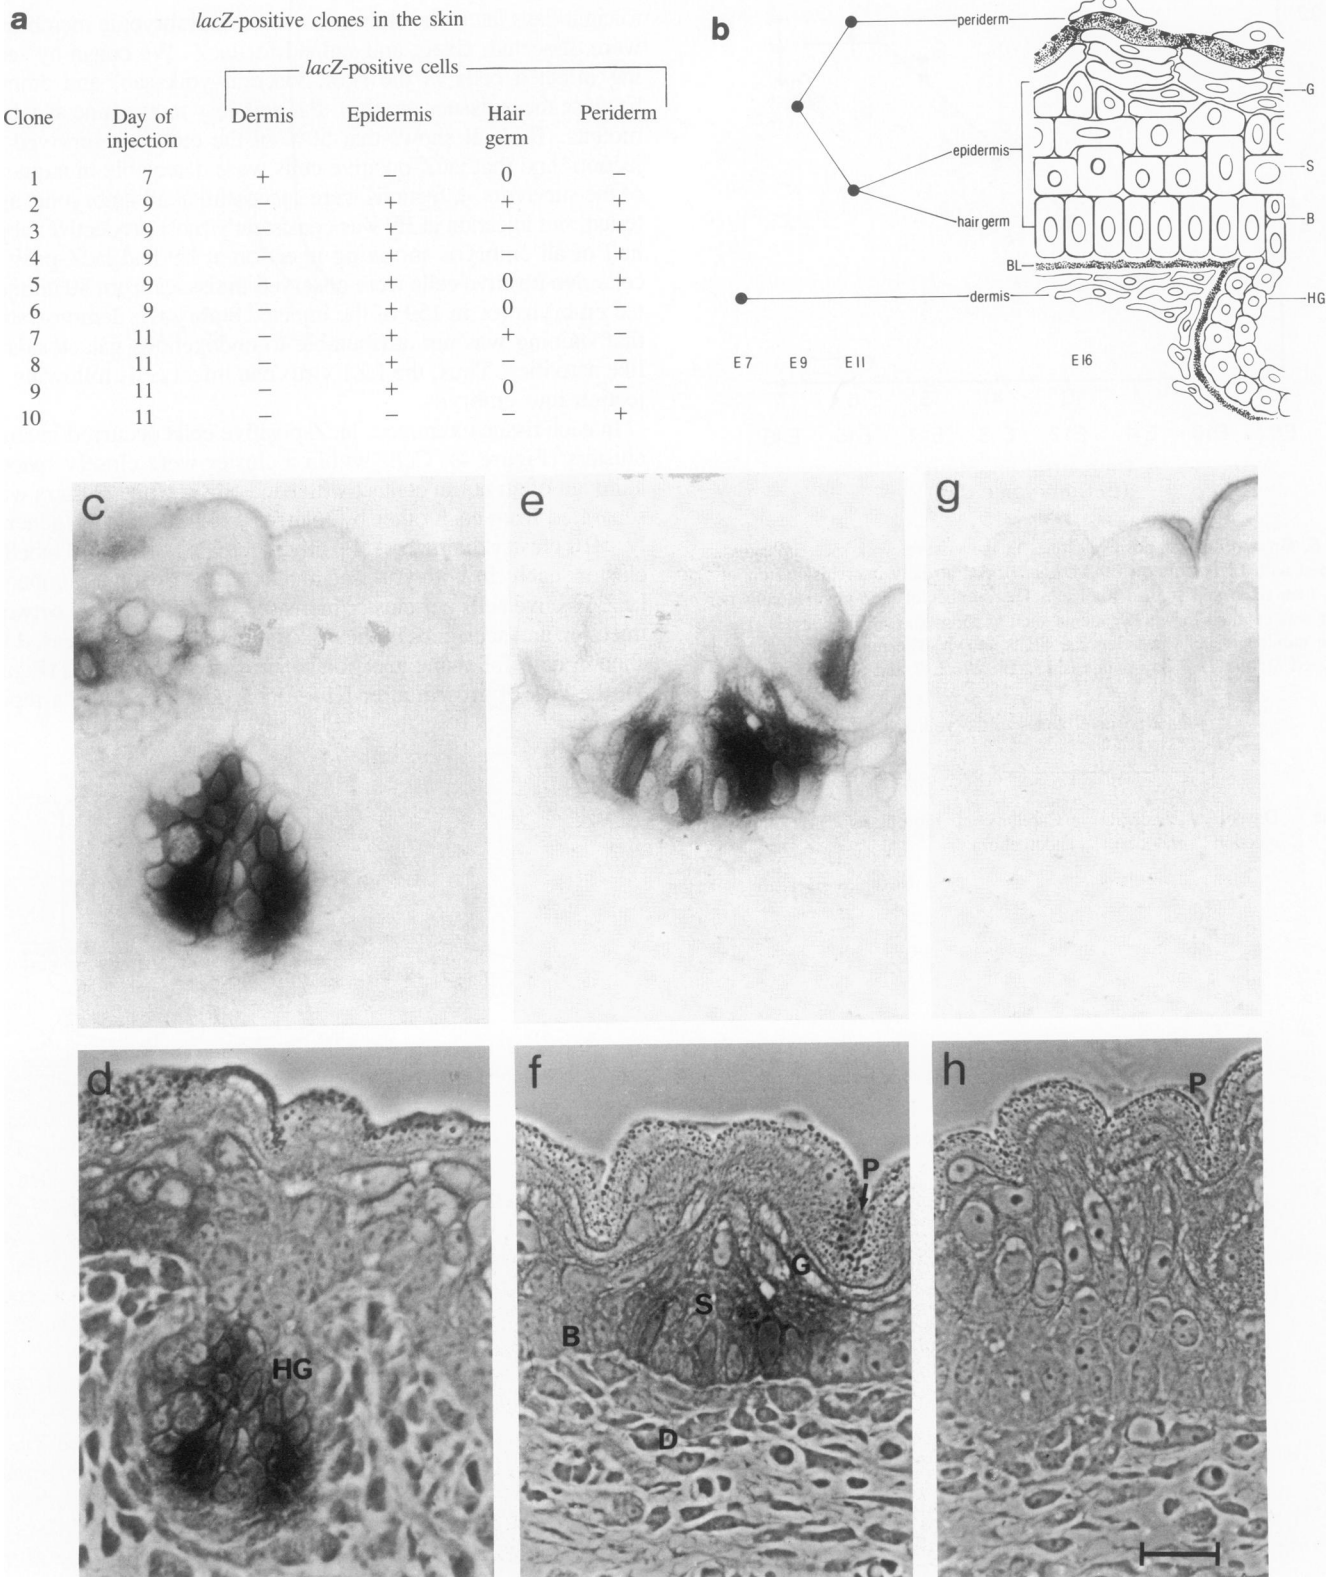 a
lacZ-positive clones in the skin
lacZ-positive cells
Clone Day of injection Dermis Epidermis Hair germ Periderm
1 7 + − 0 −
2 9 − + + +
3 9 − + − +
4 9 − + − +
5 9 − + 0 +
6 9 − + 0 −
7 11 − + + −
8 11 − + − −
9 11 − + 0 −
10 11 − − − +
b
periderm
G
epidermis
S
hair germ
B
BL
dermis
HG
E7 E9 E11 E16
c
e
g
d
HG
f
P
G
S
B
D
h
P